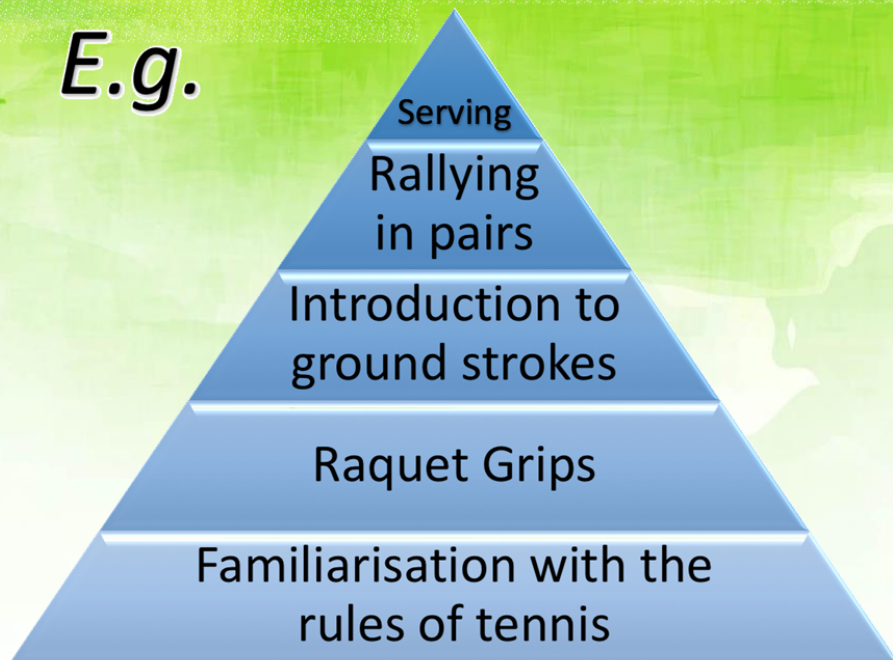 E.g.
Serving
Rallying
in pairs
Introduction to
ground strokes
Raquet Grips
Familiarisation with the
rules of tennis